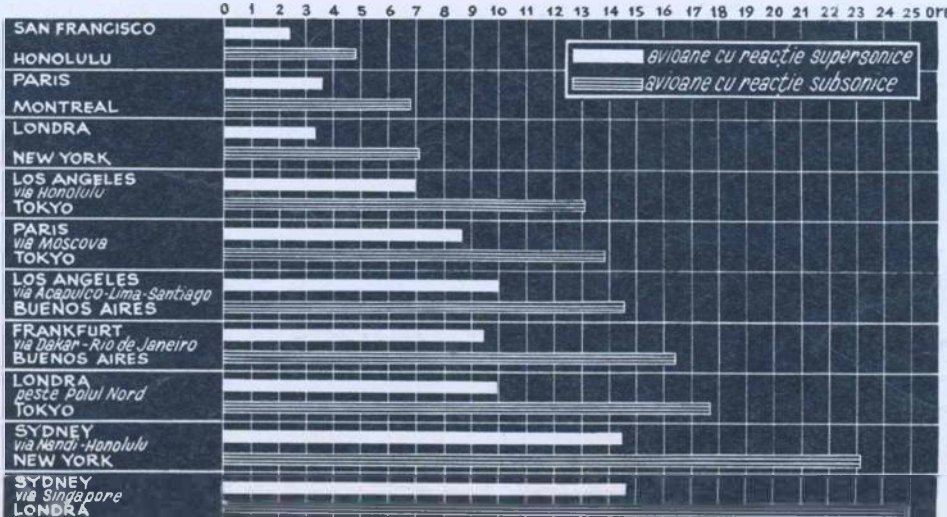 0 1 2 3 4 5 6 7 8 9 10 11 12 13 14 15 16 17 18 19 20 21 22 23 24 25 ore
SAN FRANCISCO
HONOLULU
avioane cu reacție supersonice
avioane cu reacție subsonice
PARIS
MONTREAL
LONDRA
NEW YORK
LOS ANGELES
via Honolulu
TOKYO
PARIS
via Moscova
TOKYO
LOS ANGELES
via Acapulco-Lima-Santiago
BUENOS AIRES
FRANKFURT
via Dakar-Rio de Janeiro
BUENOS AIRES
LONDRA
peste Polul Nord
TOKYO
SYDNEY
via Nandi-Honolulu
NEW YORK
SYDNEY
via Singapore
LONDRA